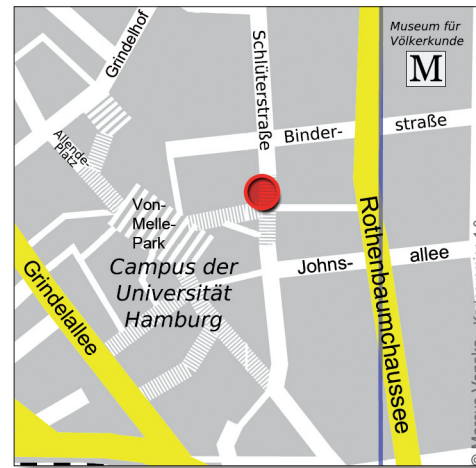 Museum für
Völkerkunde
M
Grindelhof
Schlüterstraße
Binder-
straße
Allende-
Platz
Von-
Melle-
Park
Campus der
Universität
Hamburg
Johns-
allee
Rothenbaumchaussee
Grindelallee